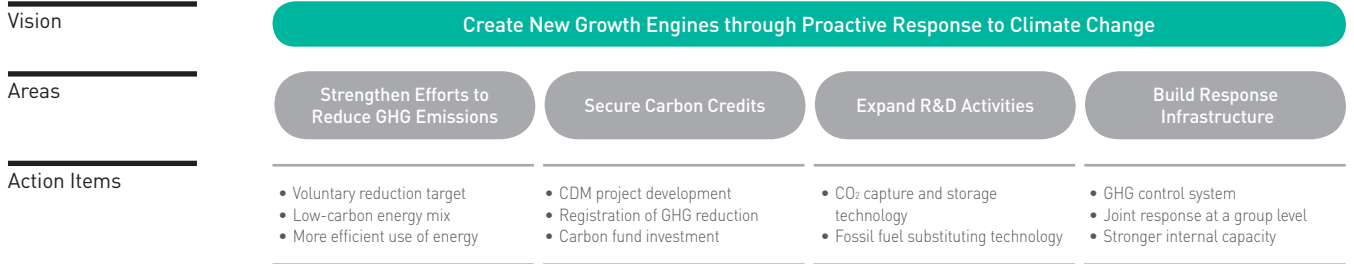 Vision
Create New Growth Engines through Proactive Response to Climate Change
Areas
Strengthen Efforts to
Reduce GHG Emissions
Secure Carbon Credits
Expand R&D Activities
Build Response
Infrastructure
Action Items
• Voluntary reduction target
• Low-carbon energy mix
• More efficient use of energy
• CDM project development
• Registration of GHG reduction
• Carbon fund investment
• CO₂ capture and storage
technology
• Fossil fuel substituting technology
• GHG control system
• Joint response at a group level
• Stronger internal capacity